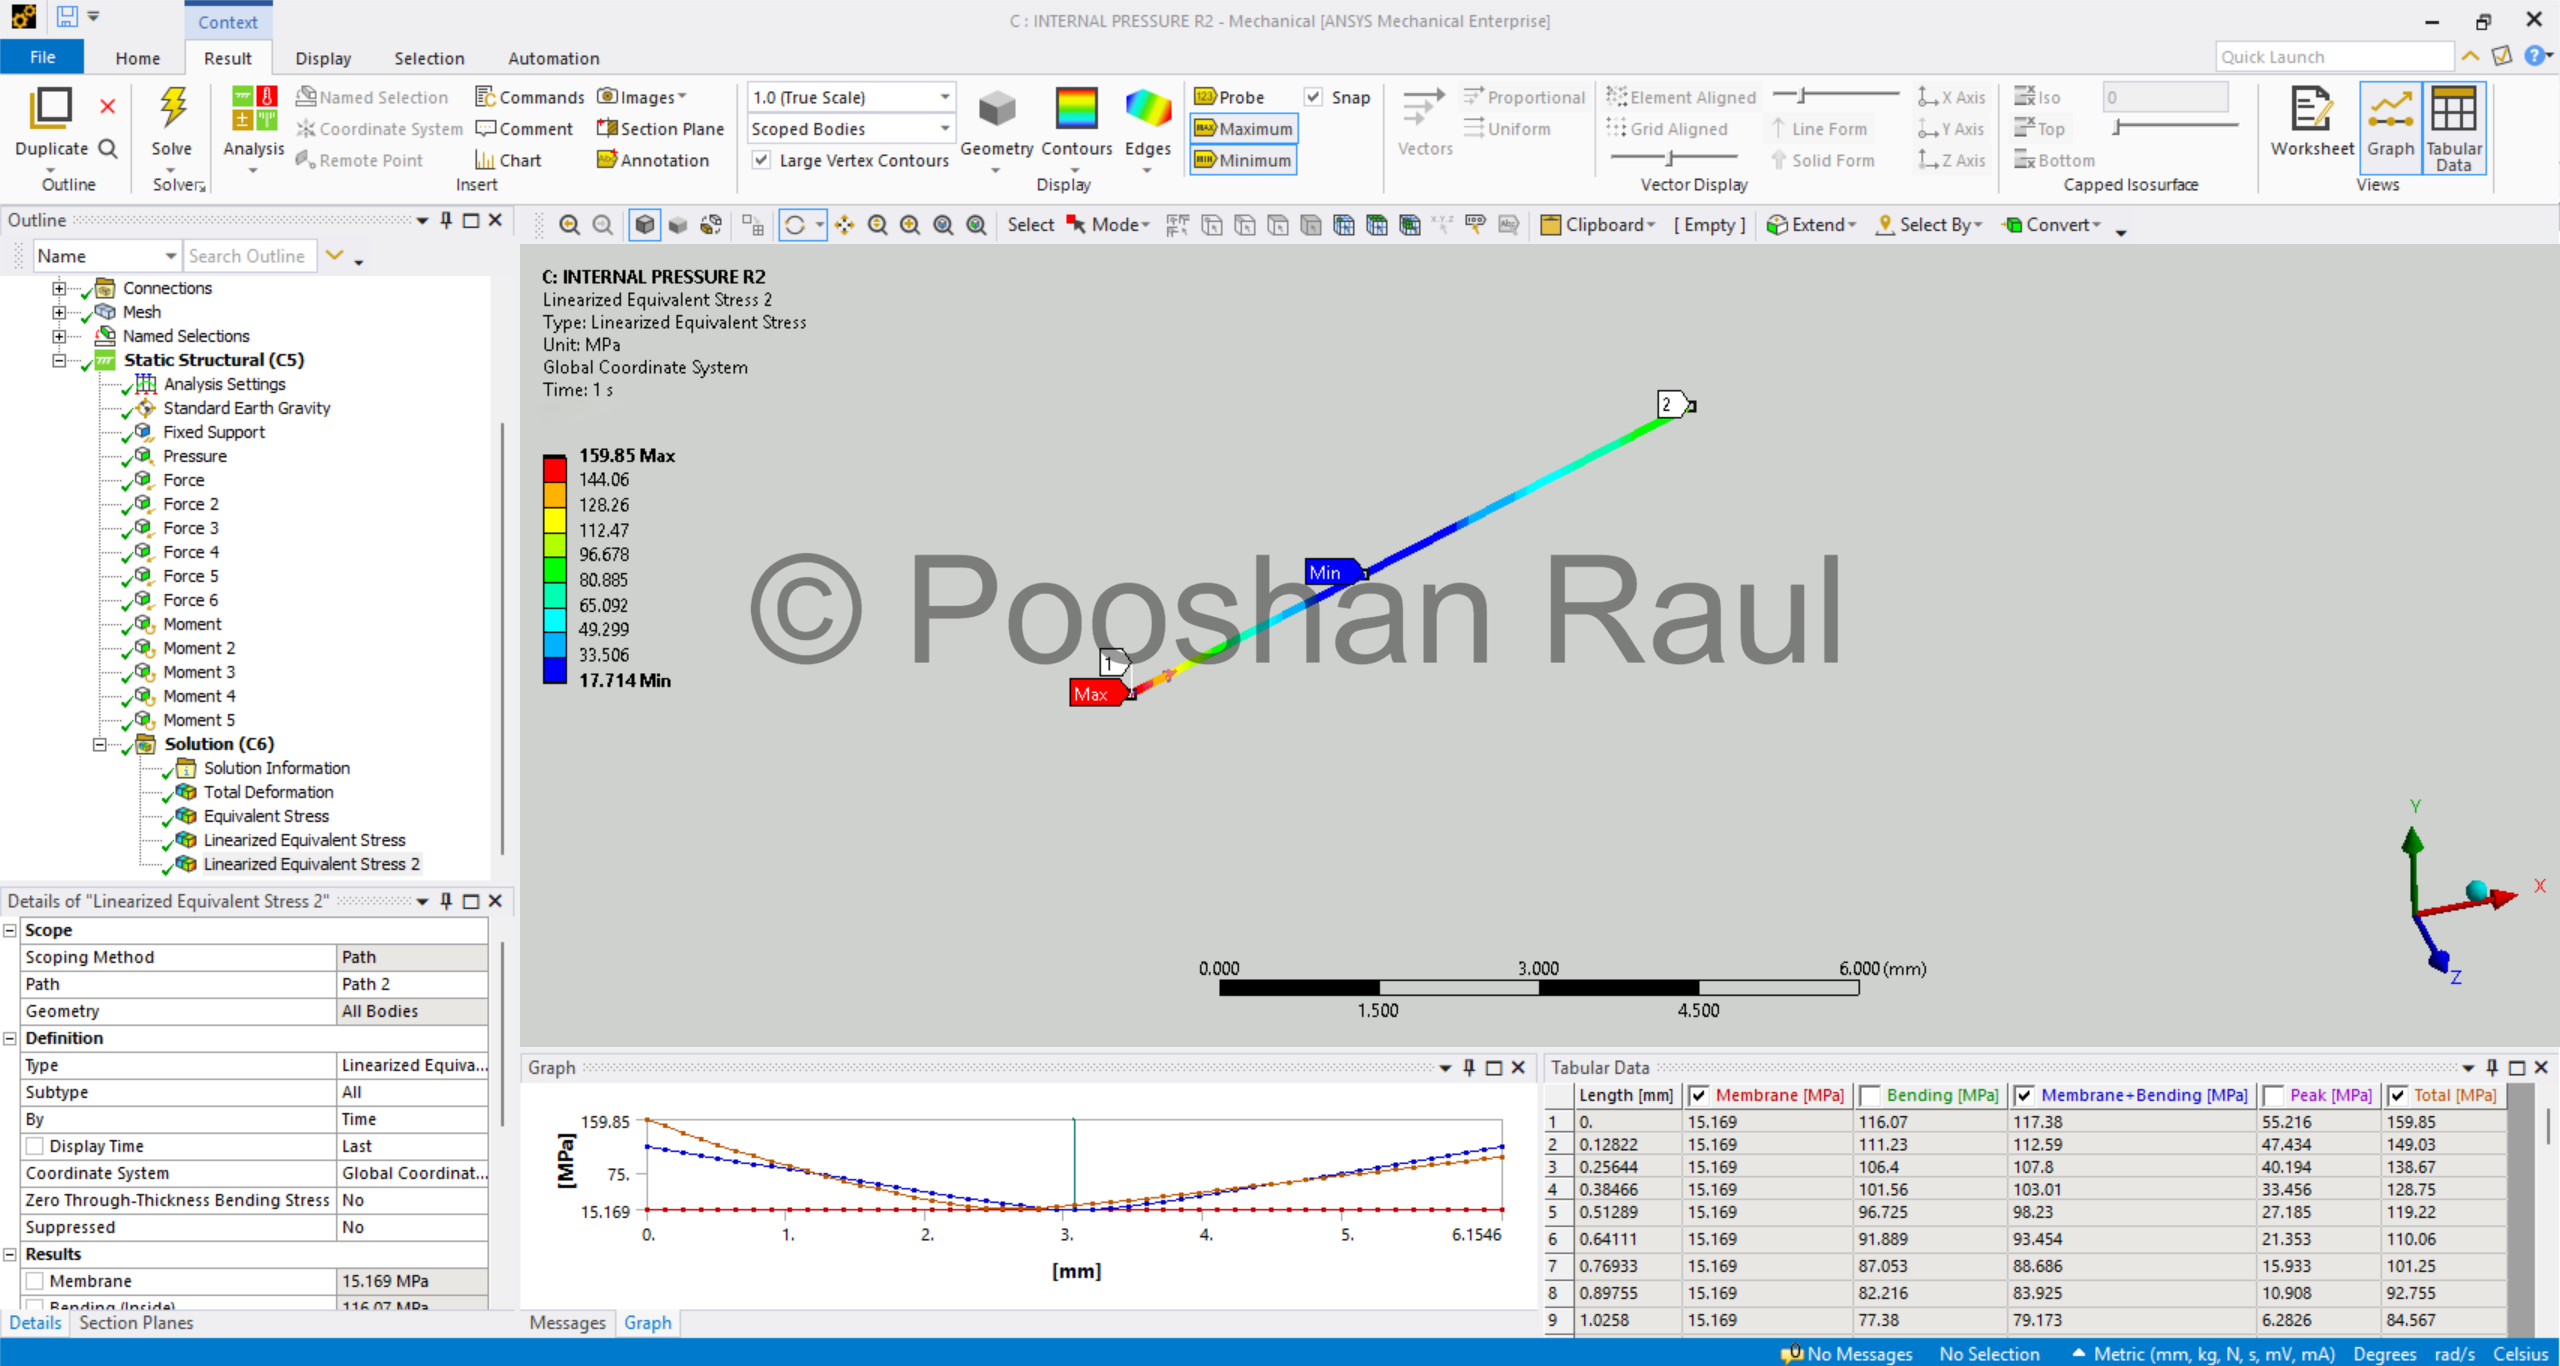 Context
C : INTERNAL PRESSURE R2 - Mechanical [ANSYS Mechanical Enterprise]
File Home Result Display Selection Automation
Quick Launch
Duplicate
Outline
Solve
Solver
Analysis
Named Selection
Coordinate System
Remote Point
Commands
Comment
Chart
Images
Section Plane
Annotation
Insert
1.0 (True Scale)
Scoped Bodies
Large Vertex Contours
Geometry Contours Edges
Display
Probe
Maximum
Minimum
Snap
Vectors
Proportional
Uniform
Element Aligned
Grid Aligned
Line Form
Solid Form
X Axis
Y Axis
Z Axis
Vector Display
Iso
Top
Bottom
0
Capped Isosurface
Worksheet Graph Tabular
Data
Views
Outline
Name Search Outline
Select Mode Clipboard [ Empty ] Extend Select By Convert
Connections
Mesh
Named Selections
Static Structural (C5)
Analysis Settings
Standard Earth Gravity
Fixed Support
Pressure
Force
Force 2
Force 3
Force 4
Force 5
Force 6
Moment
Moment 2
Moment 3
Moment 4
Moment 5
Solution (C6)
Solution Information
Total Deformation
Equivalent Stress
Linearized Equivalent Stress
Linearized Equivalent Stress 2
C: INTERNAL PRESSURE R2
Linearized Equivalent Stress 2
Type: Linearized Equivalent Stress
Unit: MPa
Global Coordinate System
Time: 1 s
159.85 Max
144.06
128.26
112.47
96.678
80.885
65.092
49.299
33.506
17.714 Min
2
Min
1
Max
© Pooshan Raul
Y
X
Z
0.000 3.000 6.000 (mm)
1.500 4.500
Details of "Linearized Equivalent Stress 2"
Scope
Scoping Method Path
Path Path 2
Geometry All Bodies
Definition
Type Linearized Equiva...
Subtype All
By Time
Display Time Last
Coordinate System Global Coordinat...
Zero Through-Thickness Bending Stress No
Suppressed No
Results
Membrane 15.169 MPa
Bending (Inside) 116.07 MPa
Details Section Planes
Graph
[MPa]
159.85
75.
15.169
0. 1. 2. 3. 4. 5. 6.1546
[mm]
Messages Graph
Tabular Data
Length [mm] Membrane [MPa] Bending [MPa] Membrane+Bending [MPa] Peak [MPa] Total [MPa]
1 0. 15.169 116.07 117.38 55.216 159.85
2 0.12822 15.169 111.23 112.59 47.434 149.03
3 0.25644 15.169 106.4 107.8 40.194 138.67
4 0.38466 15.169 101.56 103.01 33.456 128.75
5 0.51289 15.169 96.725 98.23 27.185 119.22
6 0.64111 15.169 91.889 93.454 21.353 110.06
7 0.76933 15.169 87.053 88.686 15.933 101.25
8 0.89755 15.169 82.216 83.925 10.908 92.755
9 1.0258 15.169 77.38 79.173 6.2826 84.567
No Messages No Selection Metric (mm, kg, N, s, mV, mA) Degrees rad/s Celsius